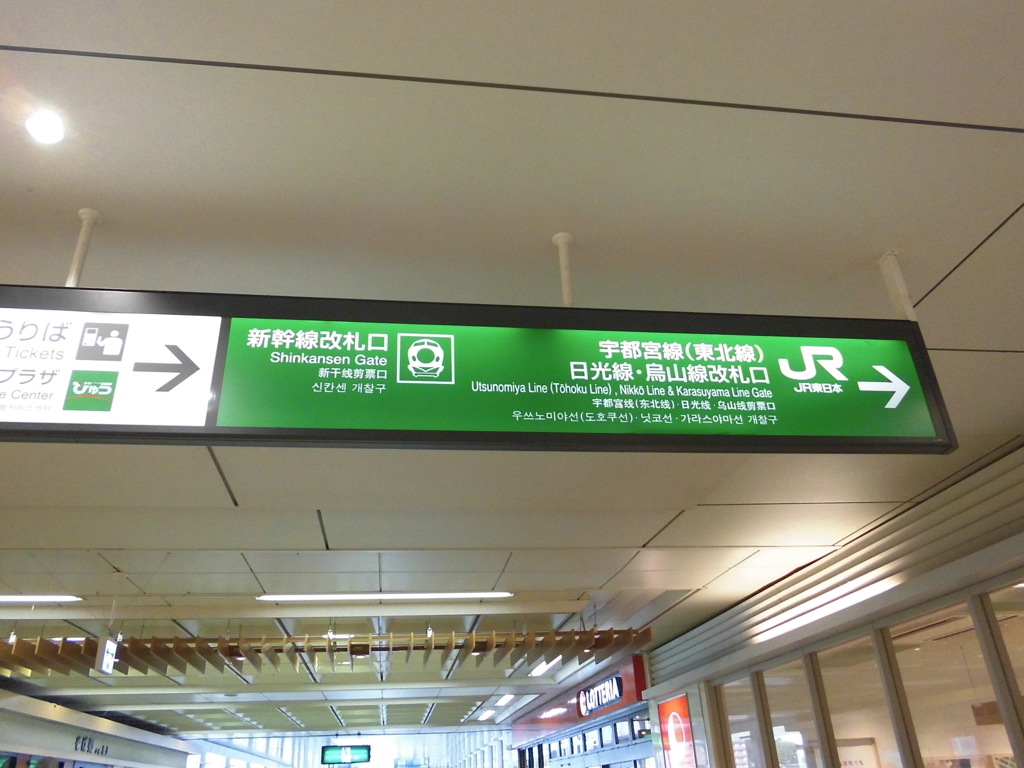 うりば
Tickets
プラザ
e Center
びゅう
新幹線改札口
Shinkansen Gate
新干线剪票口
신칸센 개찰구
宇都宮線(東北線)
日光線・烏山線改札口
Utsunomiya Line (Tōhoku Line) , Nikkō Line & Karasuyama Line Gate
宇都宫线(东北线)・日光线・乌山线剪票口
우쓰노미야선(도호쿠선)・닛코선・가라스야마선 개찰구
JR
JR東日本
LOTTERIA